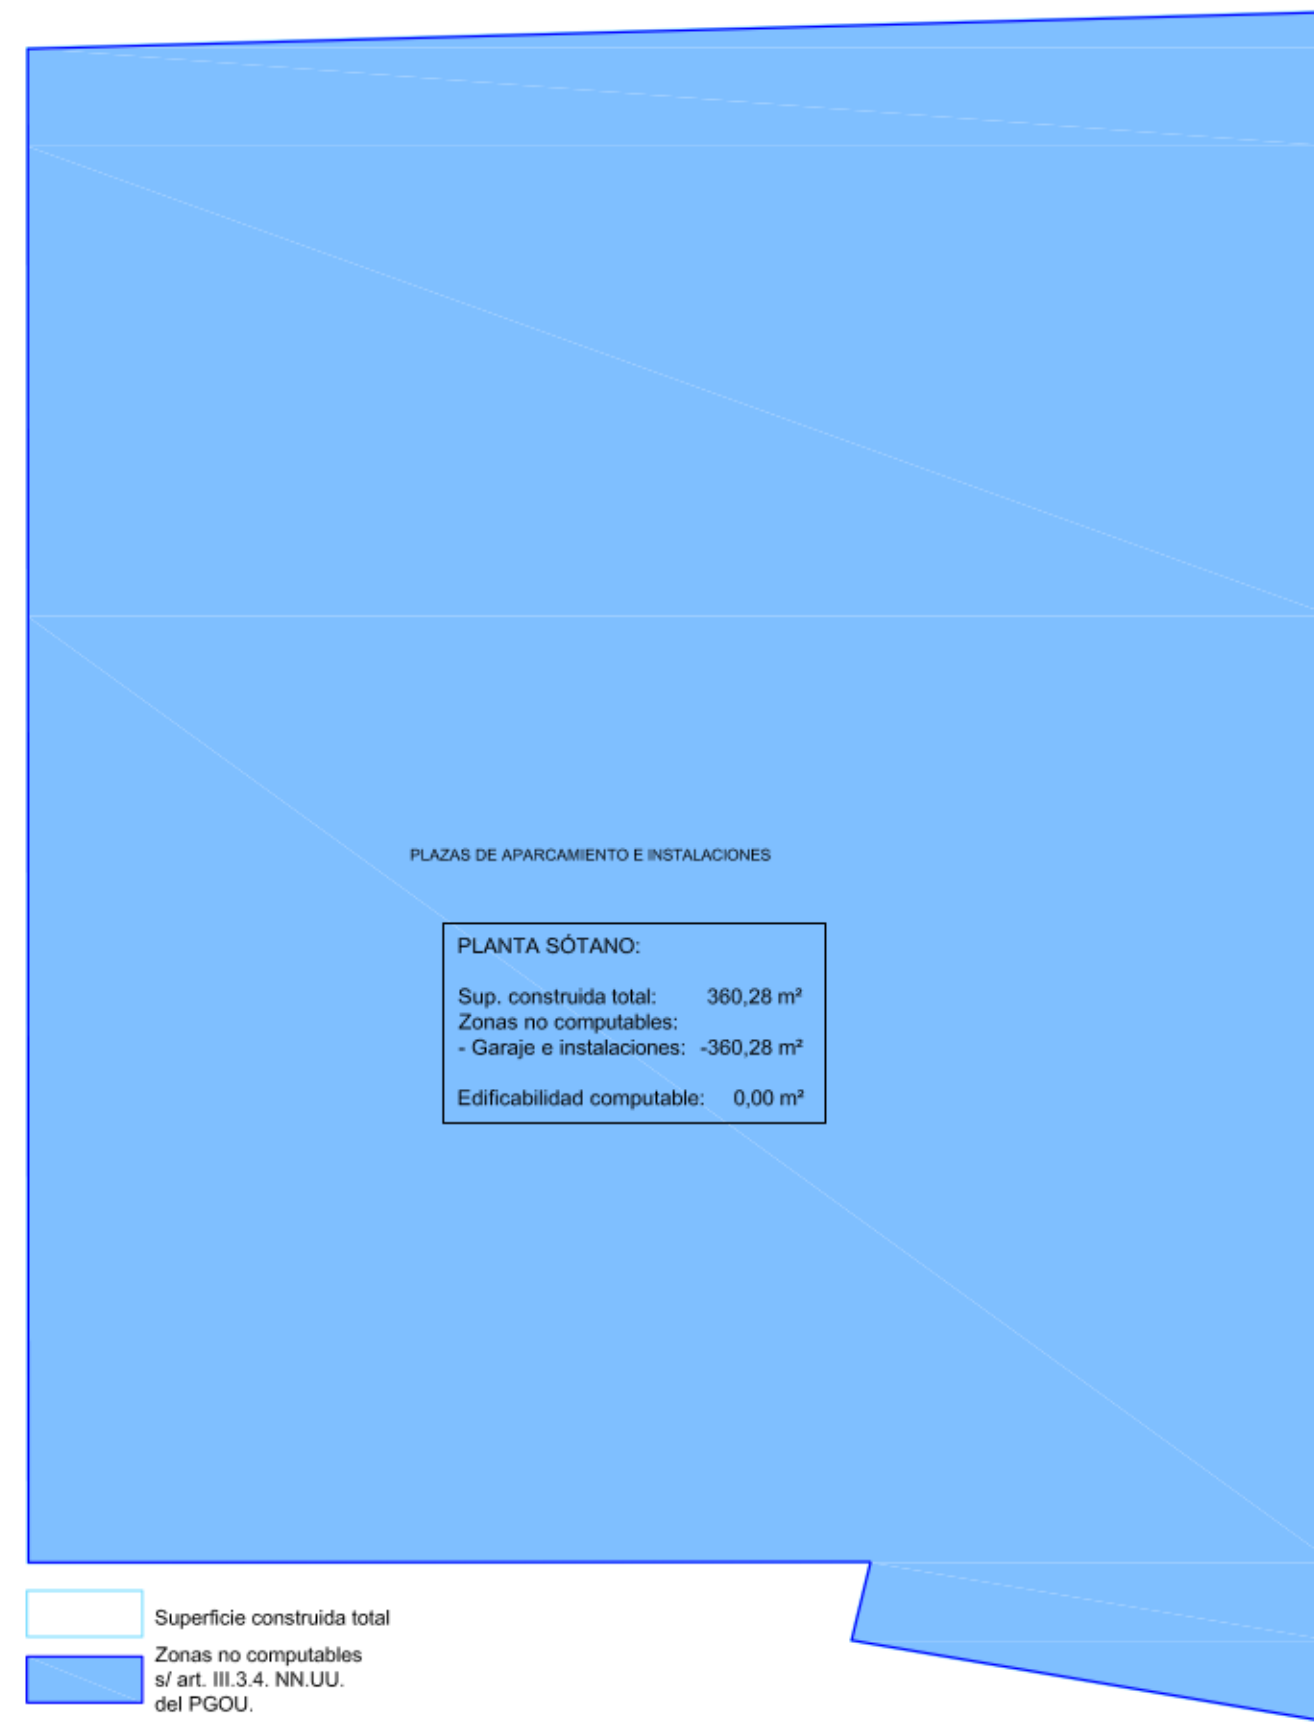 PLAZAS DE APARCAMIENTO E INSTALACIONES
PLANTA SÓTANO:
Sup. construida total: 360,28 m²
Zonas no computables:
- Garaje e instalaciones: -360,28 m²
Edificabilidad computable: 0,00 m²
Superficie construida total
Zonas no computables
s/ art. III.3.4. NN.UU.
del PGOU.